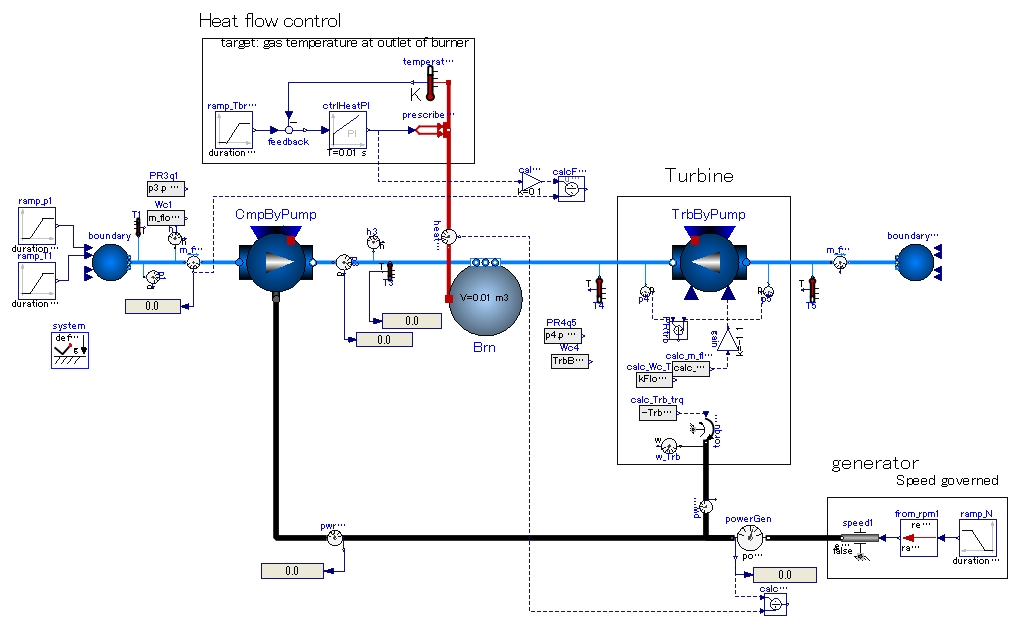 Heat flow control
target: gas temperature at outlet of burner
temperat···
K
ramp_Tbr···
ctrlHeatPI
prescribe···
PI
feedback
duration···
T=0.01 s
cal···
calcF···
k=0.1
PR3q1
p3.p ···
Wc1
m_flo···
ramp_p1
duration···
ramp_T1
duration···
boundary
T1
h1
m_f···
0.0
CmpByPump
h3
T3
0.0
0.0
heat···
V=0.01 m3
Brn
system
def···
g
Turbine
TrbByPump
m_f···
boundary···
T4
T5
PR4q5
p4.p ···
Wc4
TrbB···
PRtrb
gain
k=-1
calc_m_fl···
calc_···
calc_Wc_T
kFlo···
calc_Trb_trq
-Trb···
torqu···
w
w_Trb
generator
Speed governed
pwr···
0.0
pw···
powerGen
po···
0.0
calc···
speed1
e···
false
from_rpm1
re···
ra···
ramp_N
duration···